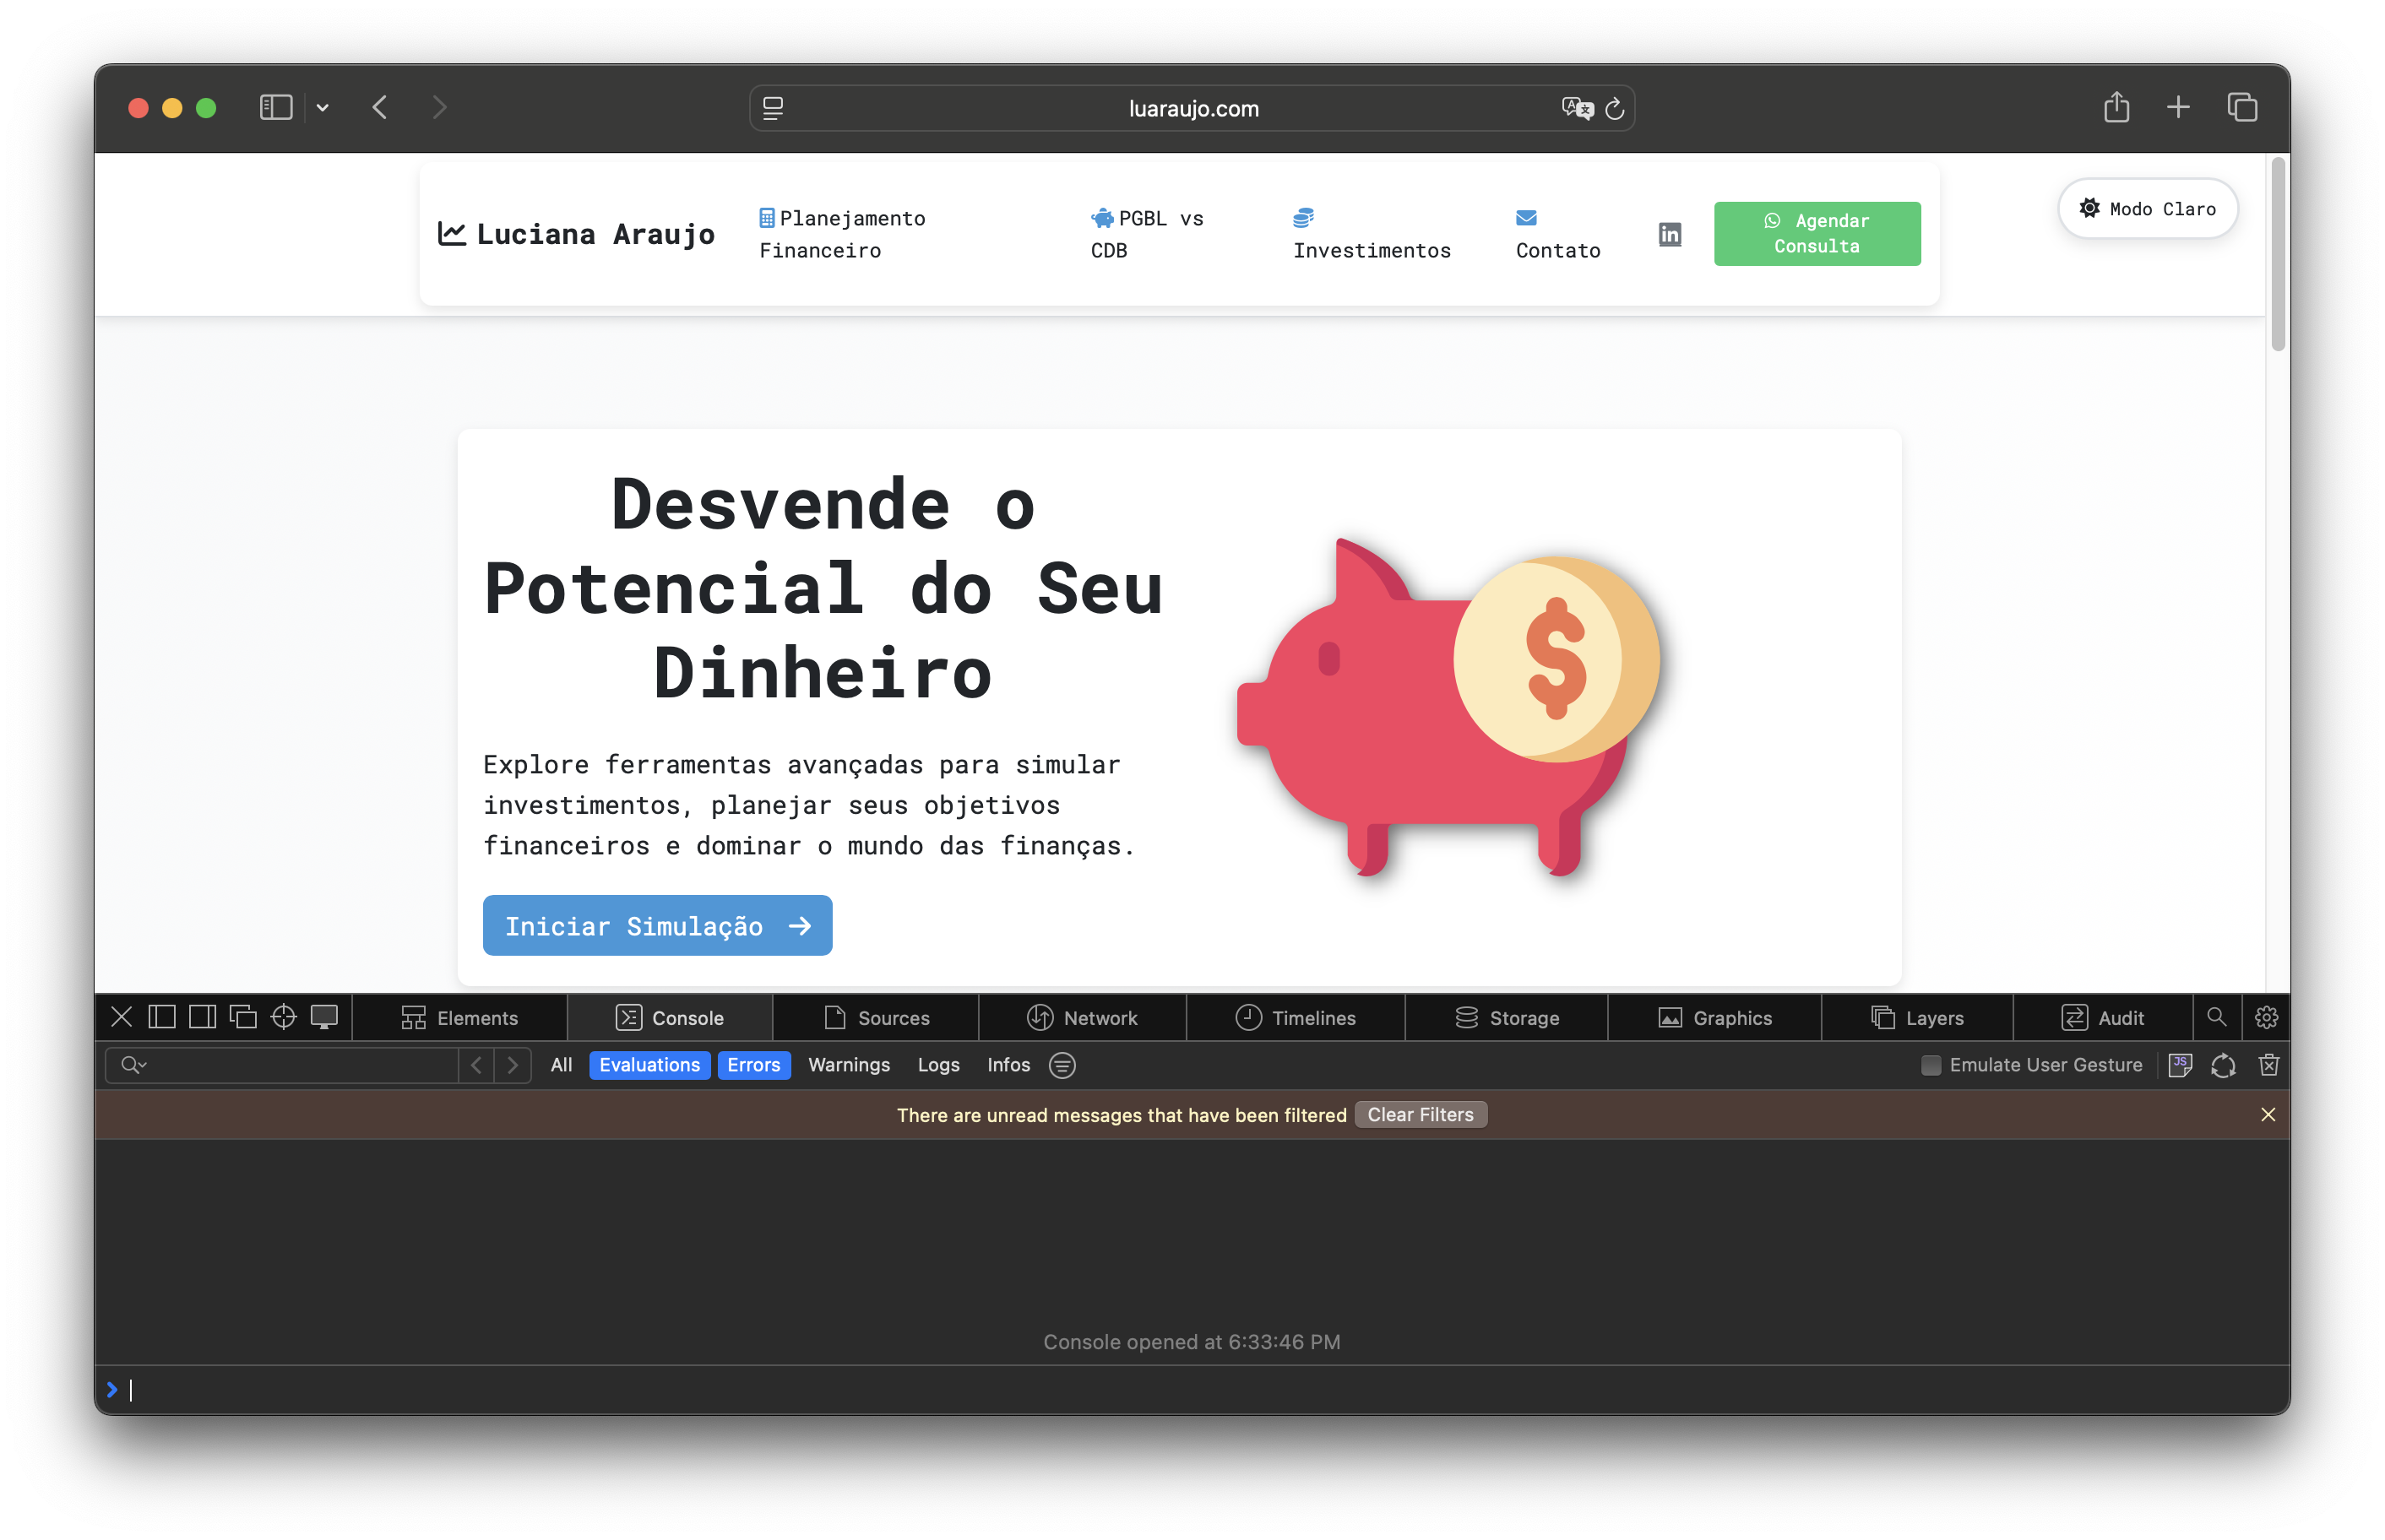 luaraujo.com
Luciana Araujo
Planejamento
Financeiro
PGBL vs
CDB
Investimentos
Contato
in
Agendar
Consulta
Modo Claro
Desvende o
Potencial do Seu
Dinheiro
$
Explore ferramentas avançadas para simular
investimentos, planejar seus objetivos
financeiros e dominar o mundo das finanças.
Iniciar Simulação →
Elements
Console
Sources
Network
Timelines
Storage
Graphics
Layers
Audit
All
Evaluations
Errors
Warnings
Logs
Infos
Emulate User Gesture
JS
There are unread messages that have been filtered
Clear Filters
Console opened at 6:33:46 PM